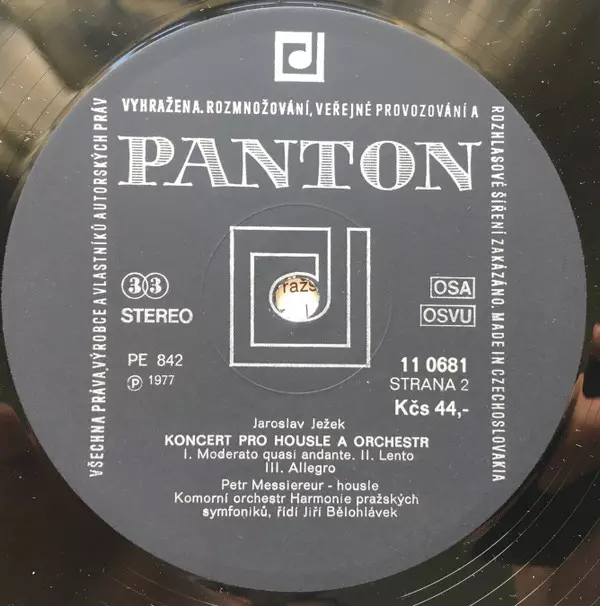 VŠECHNA PRÁVA VÝROBCE A VLASTNÍKŮ AUTORSKÝCH PRÁV
VYHRAŽENA. ROZMNOŽOVÁNÍ, VEŘEJNÉ PROVOZOVÁNÍ A
ROZHLASOVÉ ŠÍŘENÍ ZAKÁZÁNO. MADE IN CZECHOSLOVAKIA
PANTON
ražs
33
STEREO
OSA
OSVU
PE 842
Ⓟ 1977
11 0681
STRANA 2
Kčs 44,-
Jaroslav Ježek
KONCERT PRO HOUSLE A ORCHESTR
I. Moderato quasi andante. II. Lento
III. Allegro
Petr Messiereur - housle
Komorní orchestr Harmonie pražských
symfoniků, řídí Jiří Bělohlávek